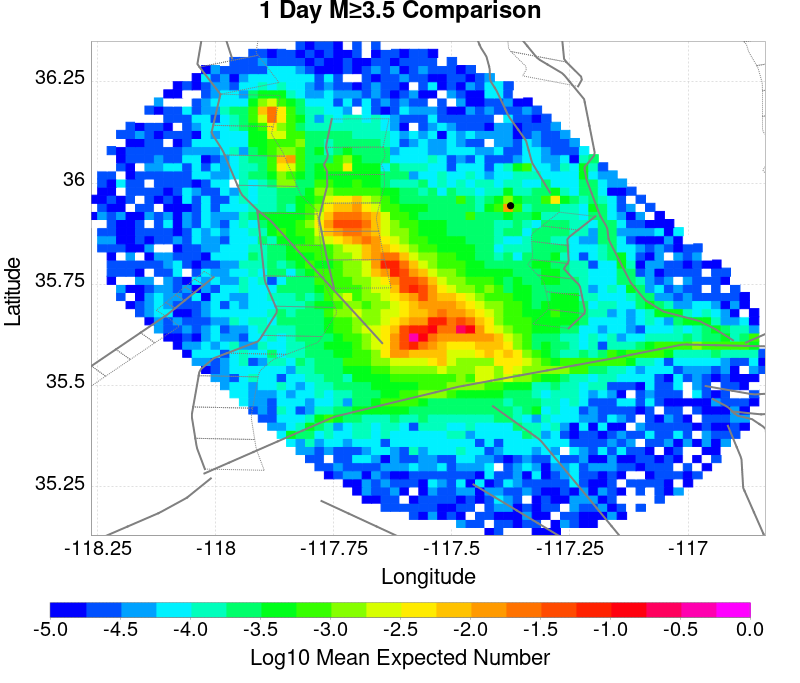 1 Day M≥3.5 Comparison
36.25
36
35.75
35.5
35.25
Latitude
-118.25 -118 -117.75 -117.5 -117.25 -117
Longitude
-5.0 -4.5 -4.0 -3.5 -3.0 -2.5 -2.0 -1.5 -1.0 -0.5 0.0
Log10 Mean Expected Number